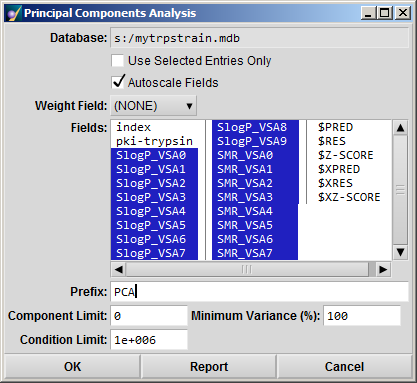 Principal Components Analysis
Database: s:/mytrpstrain.mdb
Use Selected Entries Only
Autoscale Fields
Weight Field: (NONE)
Fields: index SlogP_VSA8 $PRED
pki-trypsin SlogP_VSA9 $RES
SlogP_VSA0 SMR_VSA0 $Z-SCORE
SlogP_VSA1 SMR_VSA1 $XPRED
SlogP_VSA2 SMR_VSA2 $XRES
SlogP_VSA3 SMR_VSA3 $XZ-SCORE
SlogP_VSA4 SMR_VSA4
SlogP_VSA5 SMR_VSA5
SlogP_VSA6 SMR_VSA6
SlogP_VSA7 SMR_VSA7
Prefix: PCA
Component Limit: 0 Minimum Variance (%): 100
Condition Limit: 1e+006
OK Report Cancel